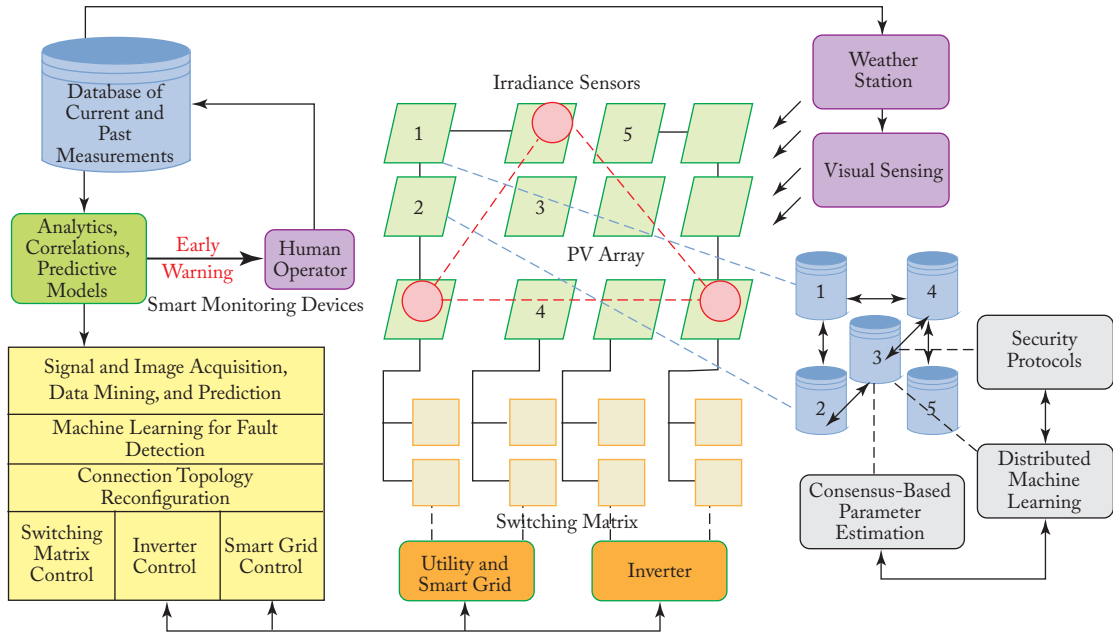 Database of
Current and
Past
Measurements
Analytics,
Correlations,
Predictive
Models
Early
Warning
Human
Operator
Smart Monitoring Devices
Signal and Image Acquisition,
Data Mining, and Prediction
Machine Learning for Fault
Detection
Connection Topology
Reconfiguration
Switching
Matrix
Control
Inverter
Control
Smart Grid
Control
Irradiance Sensors
1
5
2
3
PV Array
4
Switching Matrix
Utility and
Smart Grid
Inverter
Weather
Station
Visual Sensing
1
4
3
2
5
Security
Protocols
Distributed
Machine
Learning
Consensus-Based
Parameter
Estimation